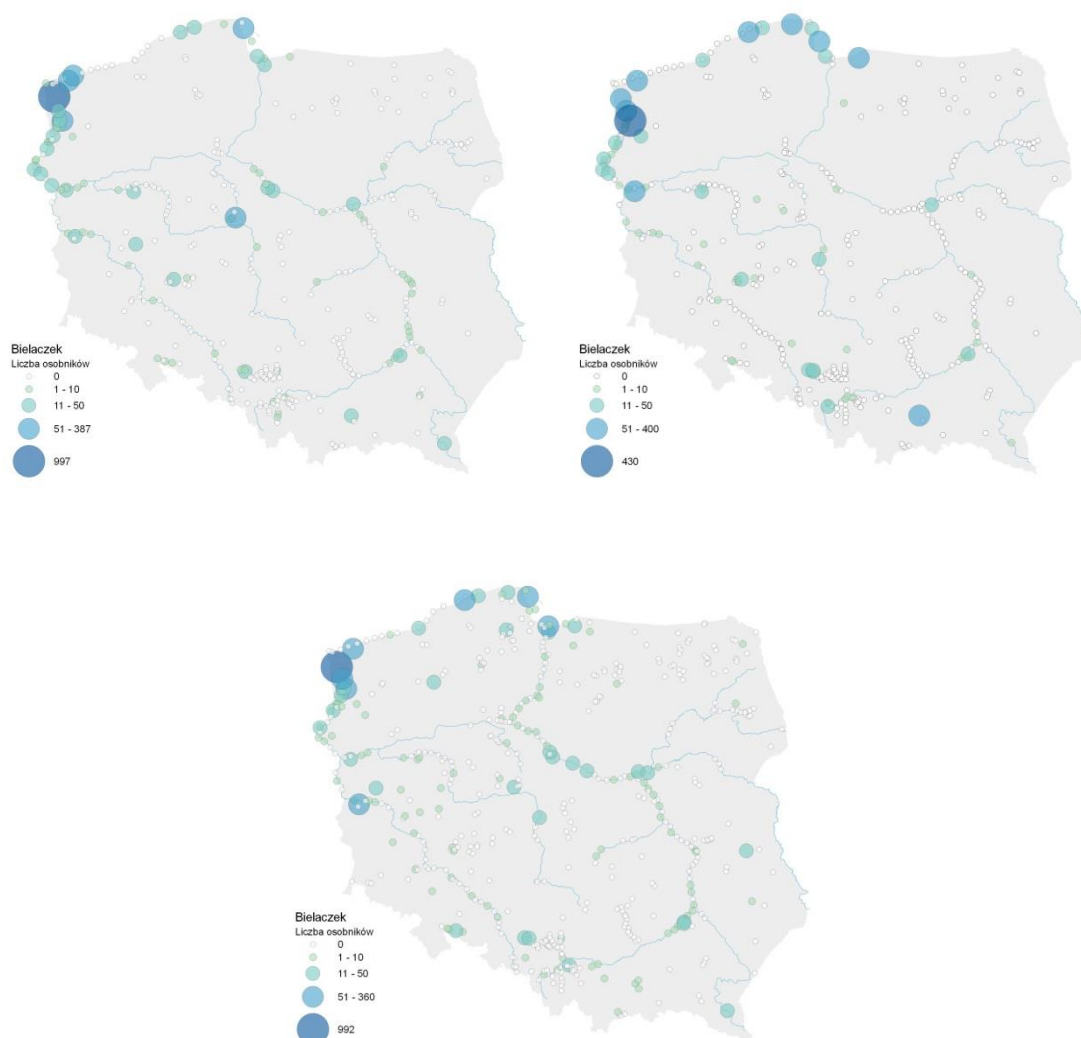 Bielaczek
Liczba osobników
0
1 - 10
11 - 50
51 - 387
997
Bielaczek
Liczba osobników
0
1 - 10
11 - 50
51 - 400
430
Bielaczek
Liczba osobników
0
1 - 10
11 - 50
51 - 360
992